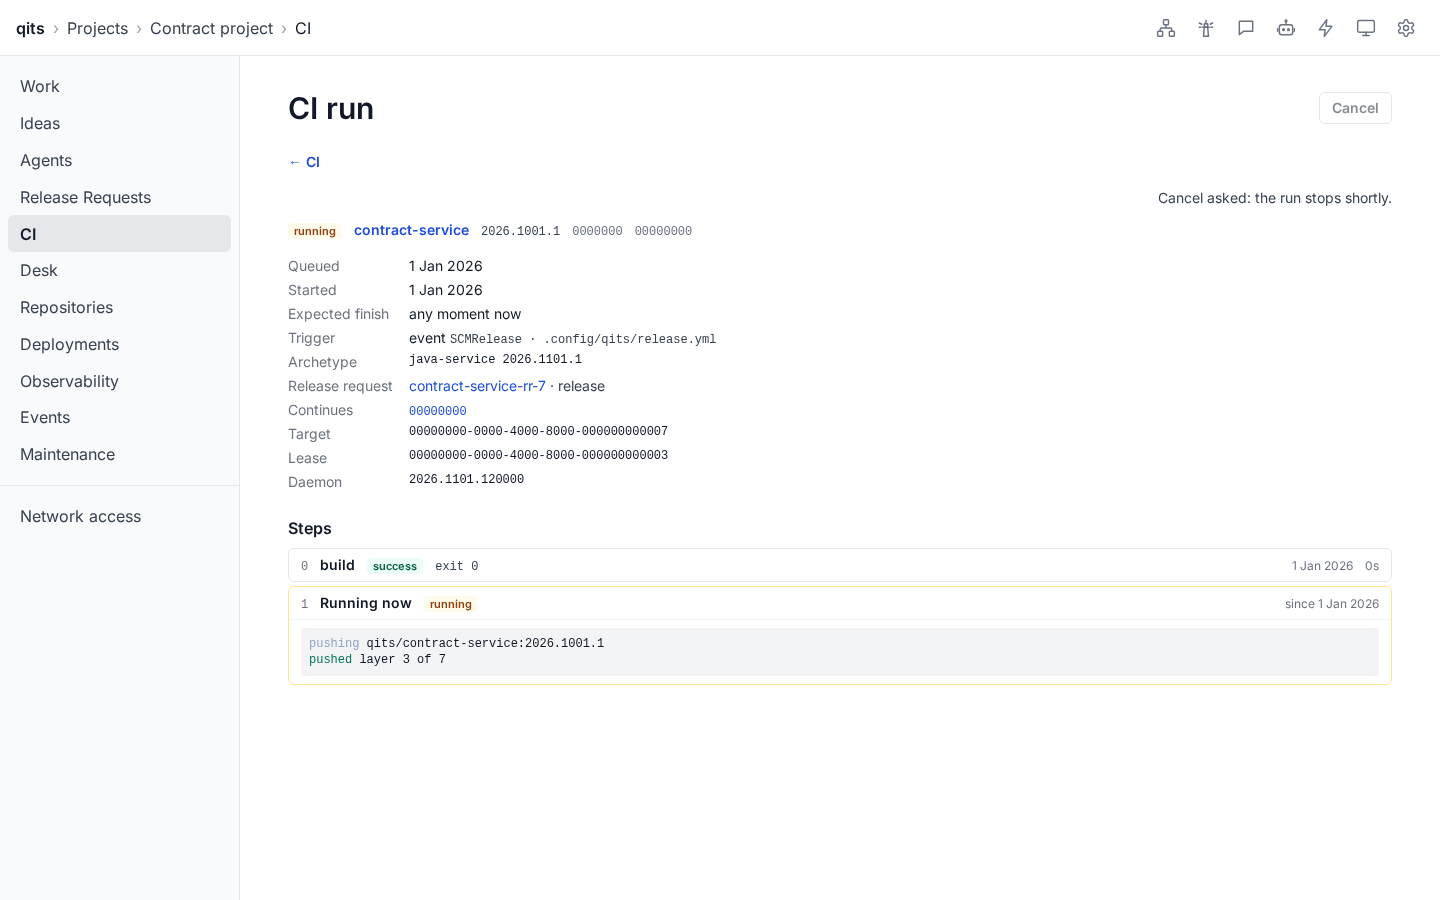 qits › Projects › Contract project › CI
Work
Ideas
Agents
Release Requests
CI
Desk
Repositories
Deployments
Observability
Events
Maintenance
Network access
CI run
Cancel
← CI
Cancel asked: the run stops shortly.
running contract-service 2026.1001.1 0000000 00000000
Queued 1 Jan 2026
Started 1 Jan 2026
Expected finish any moment now
Trigger event SCMRelease · .config/qits/release.yml
Archetype java-service 2026.1101.1
Release request contract-service-rr-7 · release
Continues 00000000
Target 00000000-0000-4000-8000-000000000007
Lease 00000000-0000-4000-8000-000000000003
Daemon 2026.1101.120000
Steps
0 build success exit 0 1 Jan 2026 0s
1 Running now running since 1 Jan 2026
pushing qits/contract-service:2026.1001.1
pushed layer 3 of 7